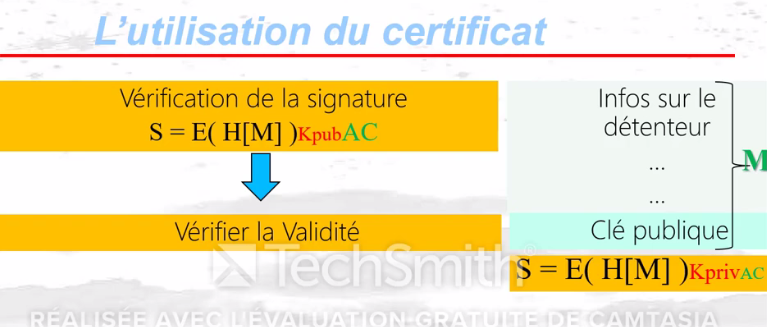 L'utilisation du certificat
Vérification de la signature
S = E( H[M] )KpubAC
Vérifier la Validité
Infos sur le
détenteur
...
...
M
Clé publique
S = E( H[M] )KprivAC
TechSmith®
RÉALISÉE AVEC L'ÉVALUATION GRATUITE DE CAMTASIA